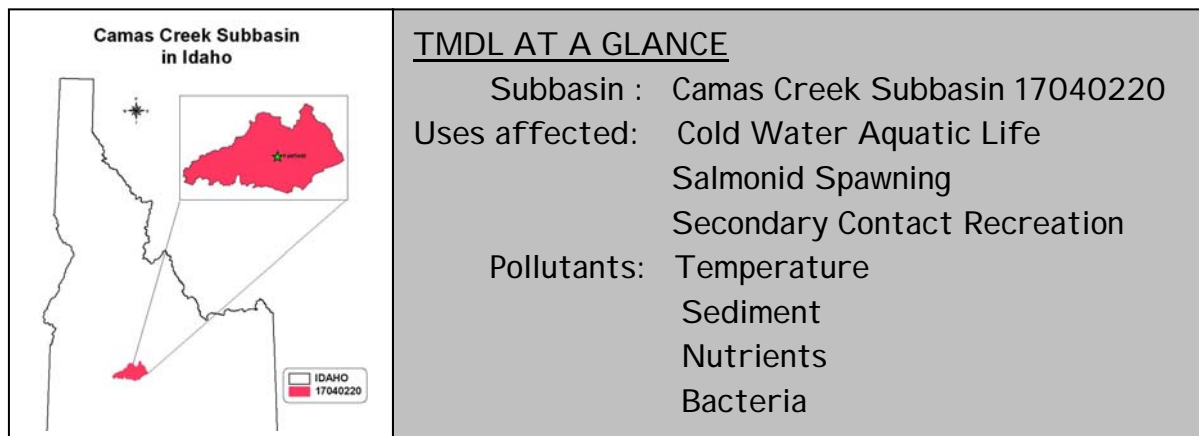 Camas Creek Subbasin
in Idaho
IDAHO
17040220
TMDL AT A GLANCE
Subbasin : Camas Creek Subbasin 17040220
Uses affected: Cold Water Aquatic Life
Salmonid Spawning
Secondary Contact Recreation
Pollutants: Temperature
Sediment
Nutrients
Bacteria